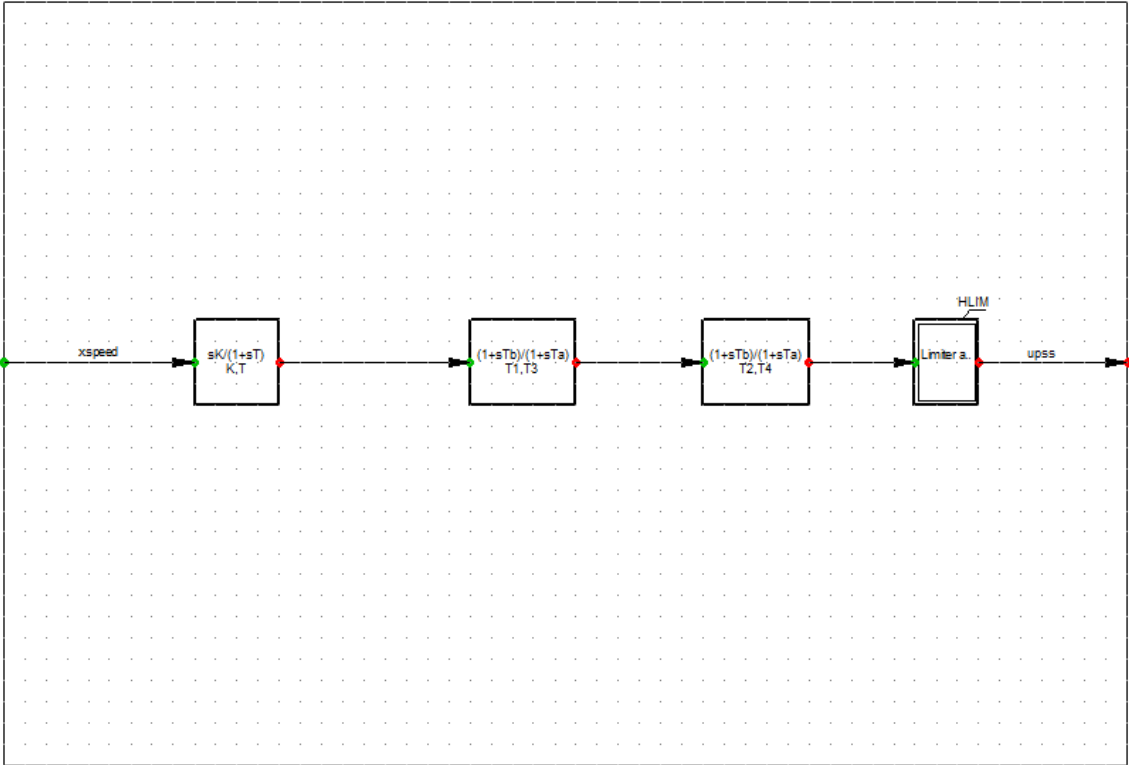 HLIM
xspeed
sK/(1+sT)
K,T
(1+sTb)/(1+sTa)
T1,T3
(1+sTb)/(1+sTa)
T2,T4
Limiter a..
upss